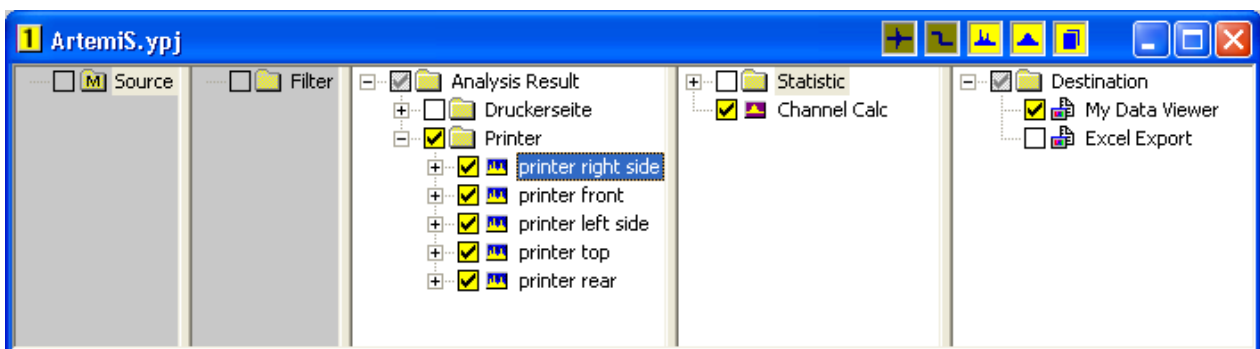 1 ArtemiS.ypj
M Source
Filter
Analysis Result
Druckerseite
Printer
printer right side
printer front
printer left side
printer top
printer rear
Statistic
Channel Calc
Destination
My Data Viewer
Excel Export